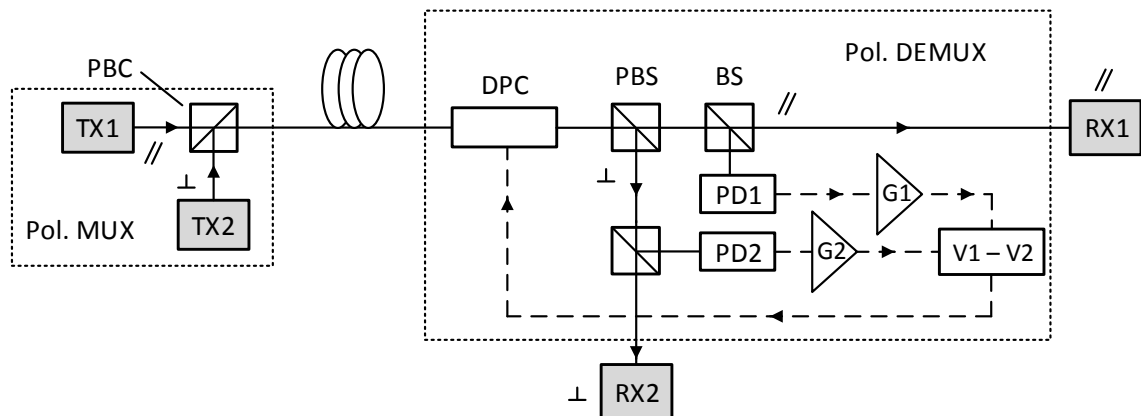 Pol. DEMUX
PBC
DPC
PBS
BS
//
//
TX1
RX1
//
⊥
⊥
PD1
G1
TX2
Pol. MUX
PD2
G2
V1 – V2
⊥
RX2